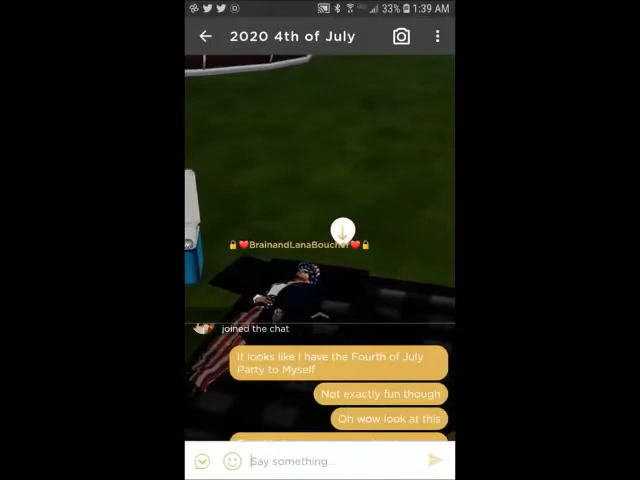 33% 1:39 AM
2020 4th of July
🔒❤️BrainandLanaBoucher❤️🔒
joined the chat
It looks like I have the Fourth of July
Party to Myself
Not exactly fun though
Oh wow look at this
Say something...